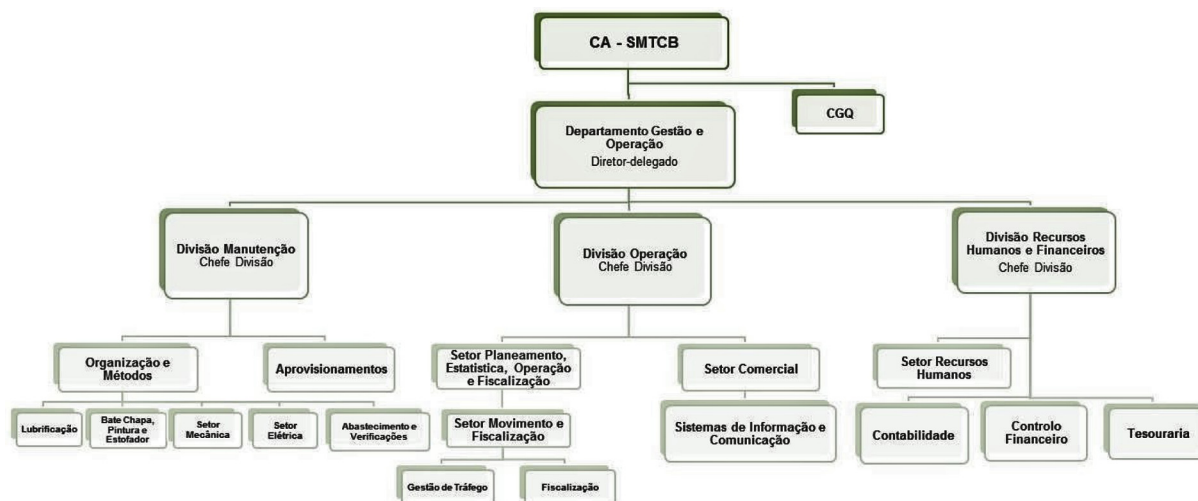 CA - SMTCB
CGQ
Departamento Gestão e
Operação
Diretor-delegado
Divisão Manutenção
Chefe Divisão
Divisão Operação
Chefe Divisão
Divisão Recursos
Humanos e Financeiros
Chefe Divisão
Organização e
Métodos
Aprovisionamentos
Setor Planeamento,
Estatística, Operação
e Fiscalização
Setor Comercial
Setor Recursos
Humanos
Lubrificação
Bate Chapa,
Pintura e
Estofador
Setor
Mecânica
Setor
Elétrica
Abastecimento e
Verificações
Setor Movimento e
Fiscalização
Sistemas de Informação e
Comunicação
Contabilidade
Controlo
Financeiro
Tesouraria
Gestão de Tráfego
Fiscalização